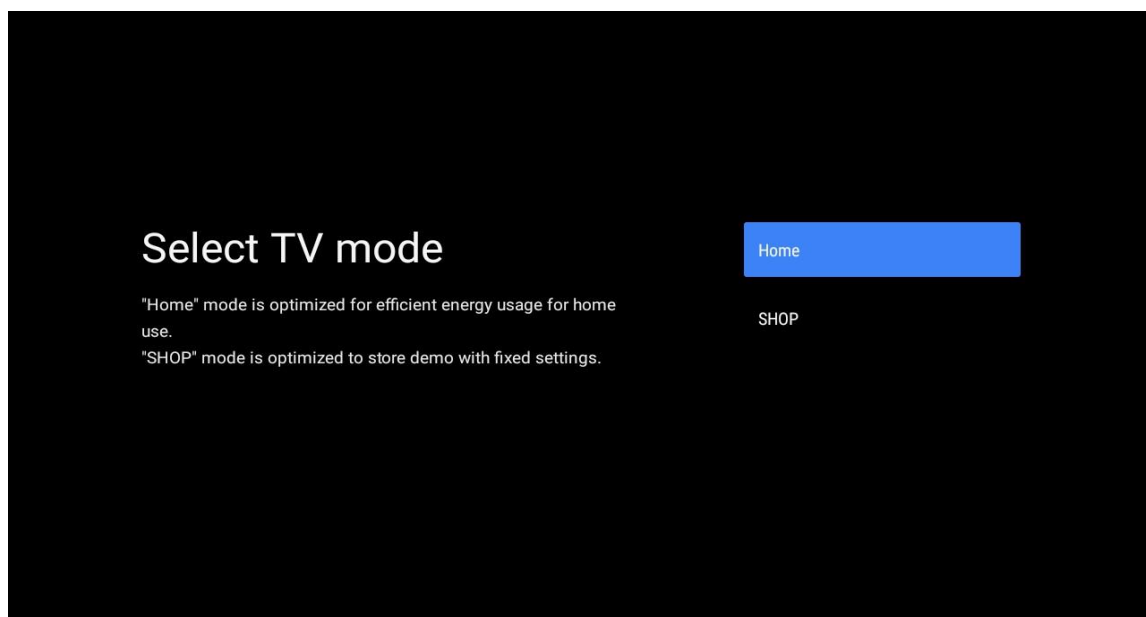 Select TV mode
"Home" mode is optimized for efficient energy usage for home
use.
"SHOP" mode is optimized to store demo with fixed settings.
Home
SHOP